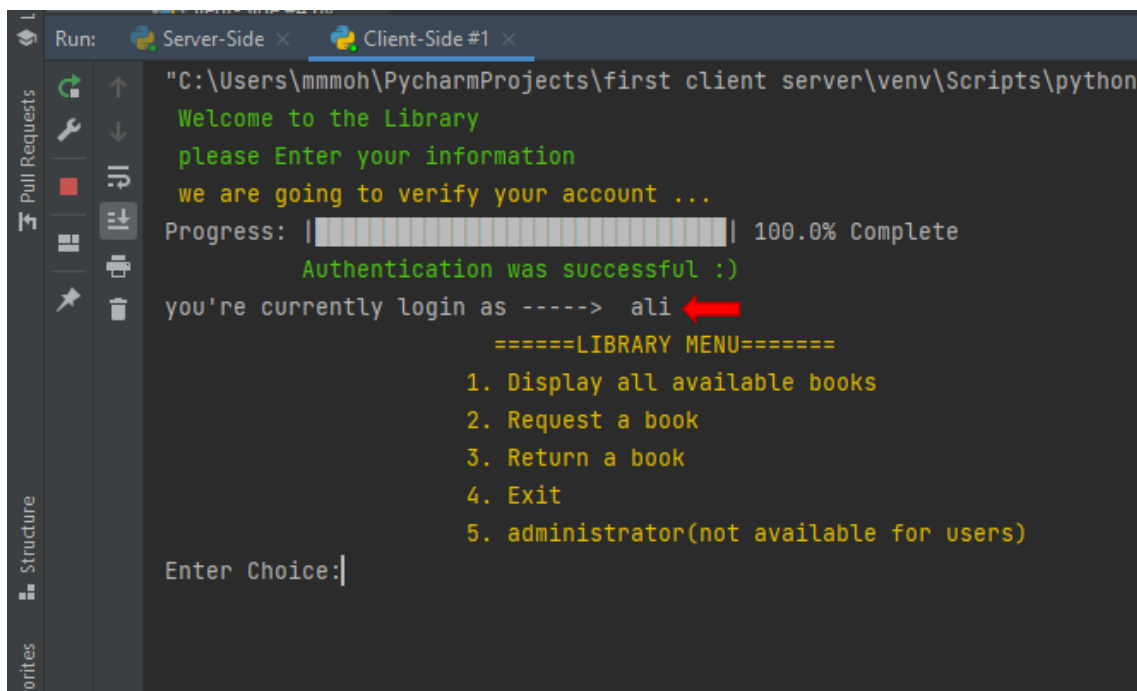 Run: Server-Side × Client-Side #1 ×
"C:\Users\mmmoh\PycharmProjects\first client server\venv\Scripts\python
Welcome to the Library
please Enter your information
we are going to verify your account ...
Progress: |█████████████████████████████| 100.0% Complete
Authentication was successful :)
you're currently login as -----> ali
======LIBRARY MENU=======
1. Display all available books
2. Request a book
3. Return a book
4. Exit
5. administrator(not available for users)
Enter Choice:
Pull Requests
Structure